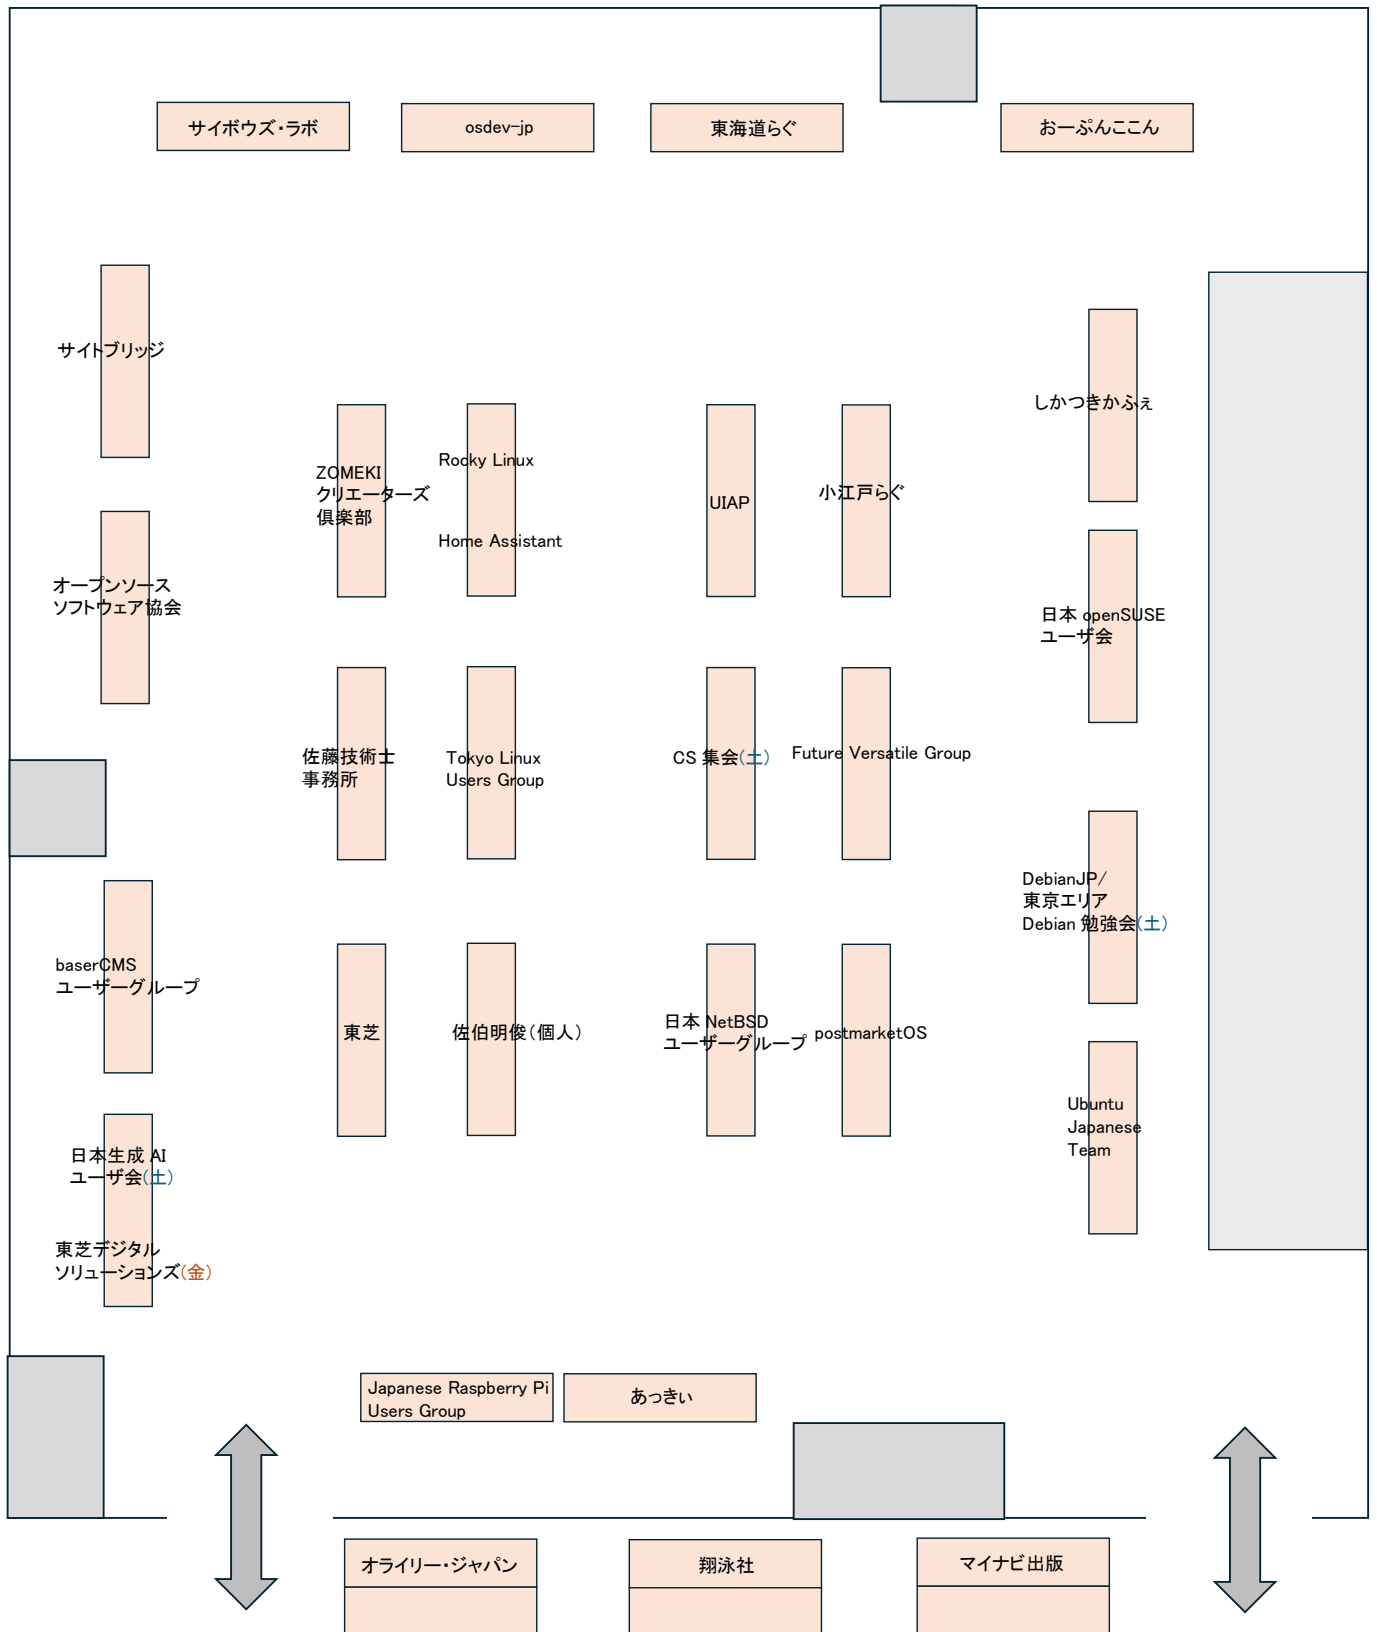 サイボウズ・ラボ
osdev-jp
東海道らぐ
おーぷんここん
サイトブリッジ
しかつきかふぇ
ZOMEKI
クリエーターズ
倶楽部
Rocky Linux
Home Assistant
UIAP
小江戸らぐ
オープンソース
ソフトウェア協会
日本 openSUSE
ユーザ会
佐藤技術士
事務所
Tokyo Linux
Users Group
CS 集会(土)
Future Versatile Group
DebianJP/
東京エリア
Debian 勉強会(土)
baserCMS
ユーザーグループ
東芝
佐伯明俊(個人)
日本 NetBSD
ユーザーグループ
postmarketOS
Ubuntu
Japanese
Team
日本生成 AI
ユーザ会(土)
東芝デジタル
ソリューションズ(金)
Japanese Raspberry Pi
Users Group
あっきぃ
オライリー・ジャパン
翔泳社
マイナビ出版